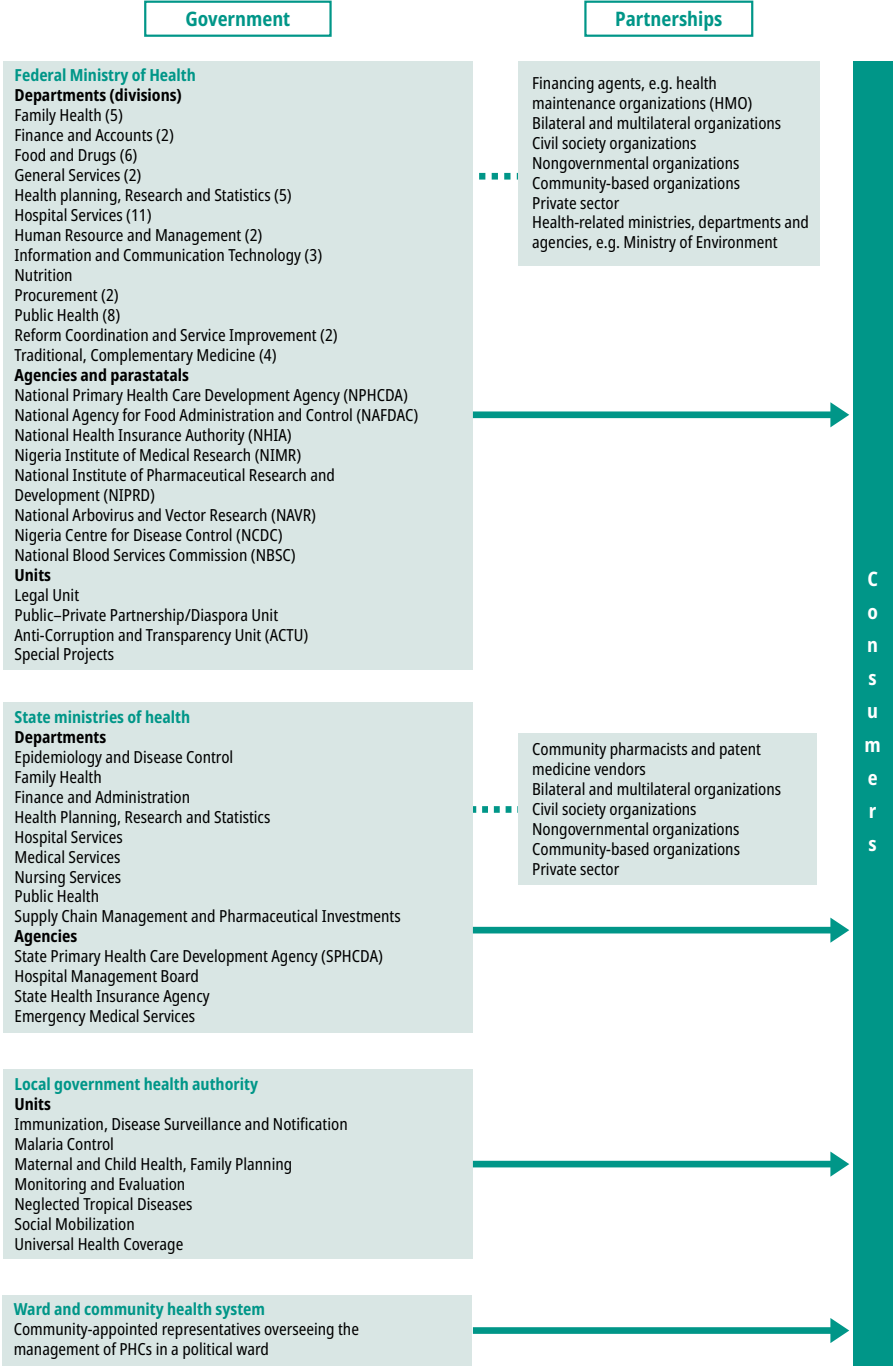 Government
Partnerships
Federal Ministry of Health
Departments (divisions)
Family Health (5)
Finance and Accounts (2)
Food and Drugs (6)
General Services (2)
Health planning, Research and Statistics (5)
Hospital Services (11)
Human Resource and Management (2)
Information and Communication Technology (3)
Nutrition
Procurement (2)
Public Health (8)
Reform Coordination and Service Improvement (2)
Traditional, Complementary Medicine (4)
Agencies and parastatals
National Primary Health Care Development Agency (NPHCDA)
National Agency for Food Administration and Control (NAFDAC)
National Health Insurance Authority (NHIA)
Nigeria Institute of Medical Research (NIMR)
National Institute of Pharmaceutical Research and
Development (NIPRD)
National Arbovirus and Vector Research (NAVR)
Nigeria Centre for Disease Control (NCDC)
National Blood Services Commission (NBSC)
Units
Legal Unit
Public–Private Partnership/Diaspora Unit
Anti-Corruption and Transparency Unit (ACTU)
Special Projects
Financing agents, e.g. health
maintenance organizations (HMO)
Bilateral and multilateral organizations
Civil society organizations
Nongovernmental organizations
Community-based organizations
Private sector
Health-related ministries, departments and
agencies, e.g. Ministry of Environment
State ministries of health
Departments
Epidemiology and Disease Control
Family Health
Finance and Administration
Health Planning, Research and Statistics
Hospital Services
Medical Services
Nursing Services
Public Health
Supply Chain Management and Pharmaceutical Investments
Agencies
State Primary Health Care Development Agency (SPHCDA)
Hospital Management Board
State Health Insurance Agency
Emergency Medical Services
Community pharmacists and patent
medicine vendors
Bilateral and multilateral organizations
Civil society organizations
Nongovernmental organizations
Community-based organizations
Private sector
Local government health authority
Units
Immunization, Disease Surveillance and Notification
Malaria Control
Maternal and Child Health, Family Planning
Monitoring and Evaluation
Neglected Tropical Diseases
Social Mobilization
Universal Health Coverage
Ward and community health system
Community-appointed representatives overseeing the
management of PHCs in a political ward
Consumers